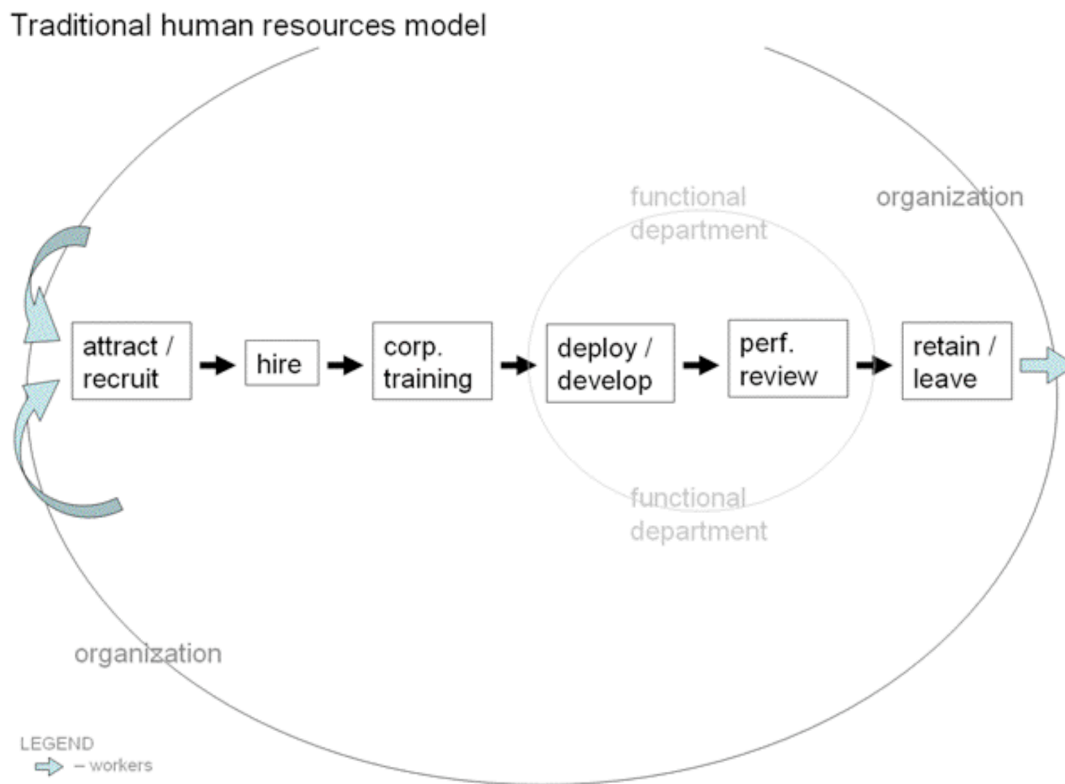 Traditional human resources model
functional
department
organization
attract /
recruit
hire
corp.
training
deploy /
develop
perf.
review
retain /
leave
functional
department
organization
LEGEND
– workers